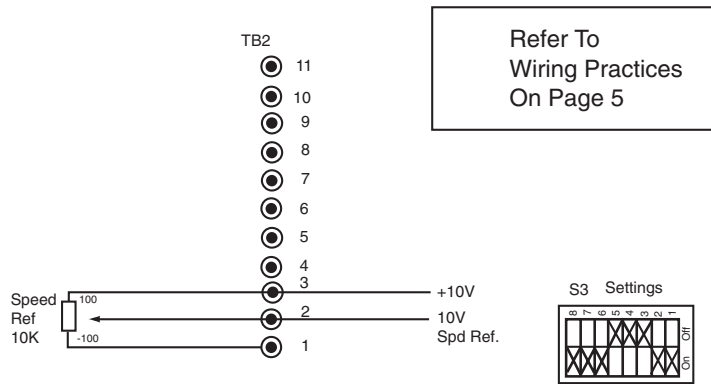 TB2
Refer To
Wiring Practices
On Page 5
11
10
9
8
7
6
5
4
3
2
1
Speed
Ref
10K
100
-100
+10V
10V
Spd Ref.
S3 Settings
8 7 6 5 4 3 2 1
Off
On